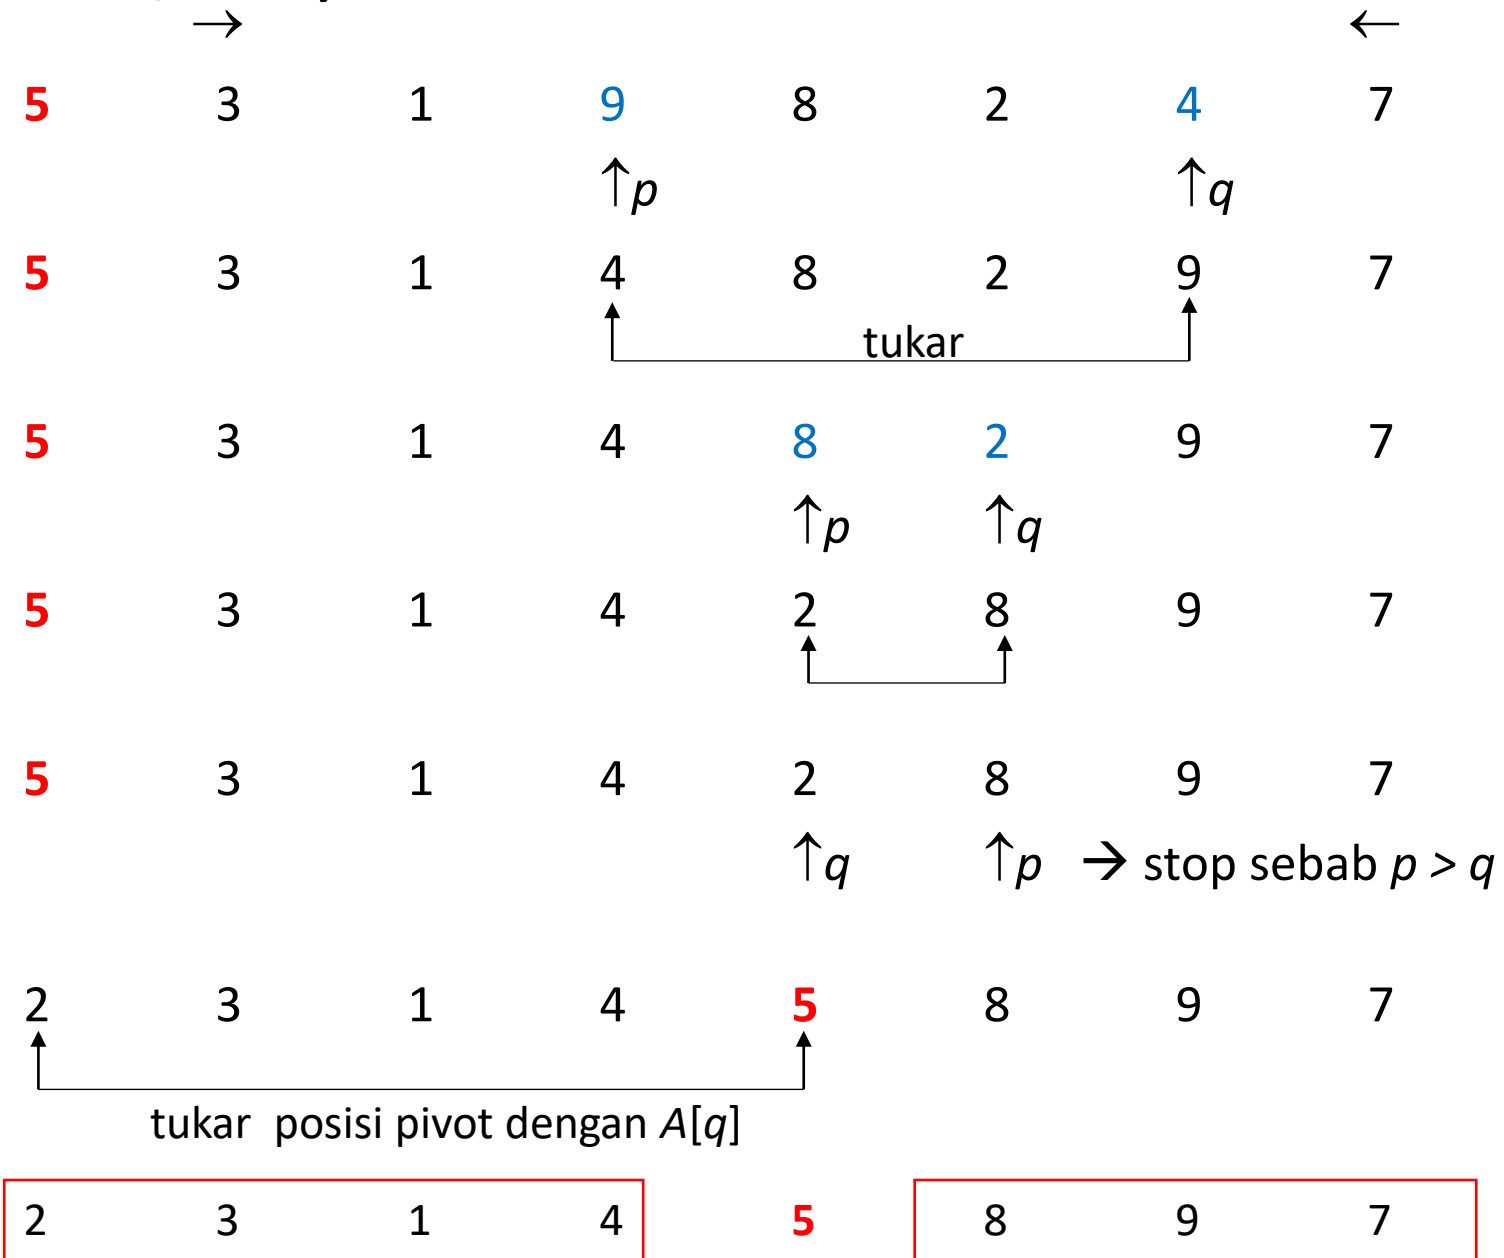 → ←
5 3 1 9 8 2 4 7
↑p ↑q
5 3 1 4 8 2 9 7
tukar
5 3 1 4 8 2 9 7
↑p ↑q
5 3 1 4 2 8 9 7
5 3 1 4 2 8 9 7
↑q ↑p → stop sebab p > q
2 3 1 4 5 8 9 7
tukar posisi pivot dengan A[q]
2 3 1 4 5 8 9 7